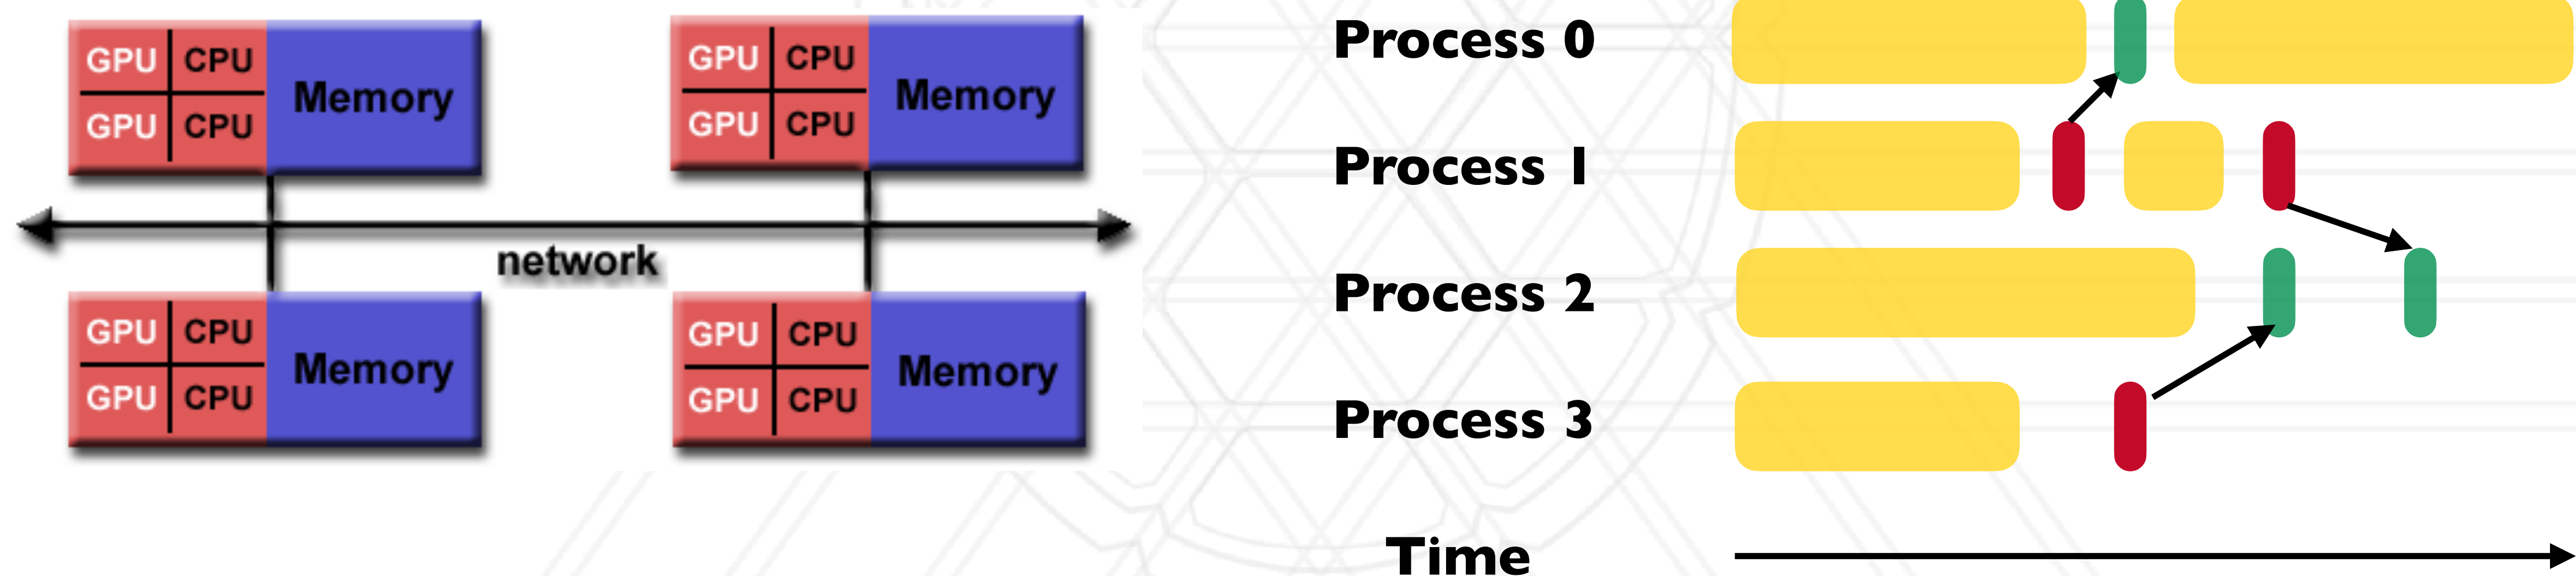 GPU CPU
GPU CPU
Memory
GPU CPU
GPU CPU
Memory
network
GPU CPU
GPU CPU
Memory
GPU CPU
GPU CPU
Memory
Process 0
Process 1
Process 2
Process 3
Time